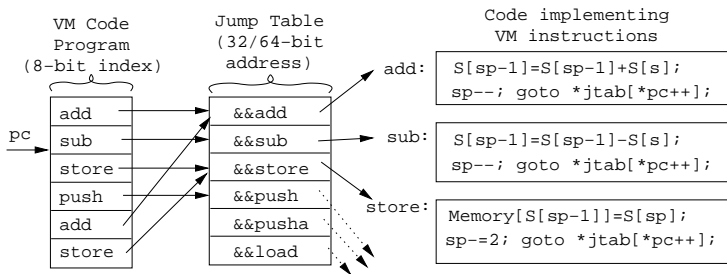 VM Code
Program
(8-bit index)
Jump Table
(32/64-bit
address)
Code implementing
VM instructions
pc
add
sub
store
push
add
store
&&add
&&sub
&&store
&&push
&&pusha
&&load
add:
S[sp-1]=S[sp-1]+S[s];
sp--; goto *jtab[*pc++];
sub:
S[sp-1]=S[sp-1]-S[s];
sp--; goto *jtab[*pc++];
store:
Memory[S[sp-1]]=S[sp];
sp-=2; goto *jtab[*pc++];